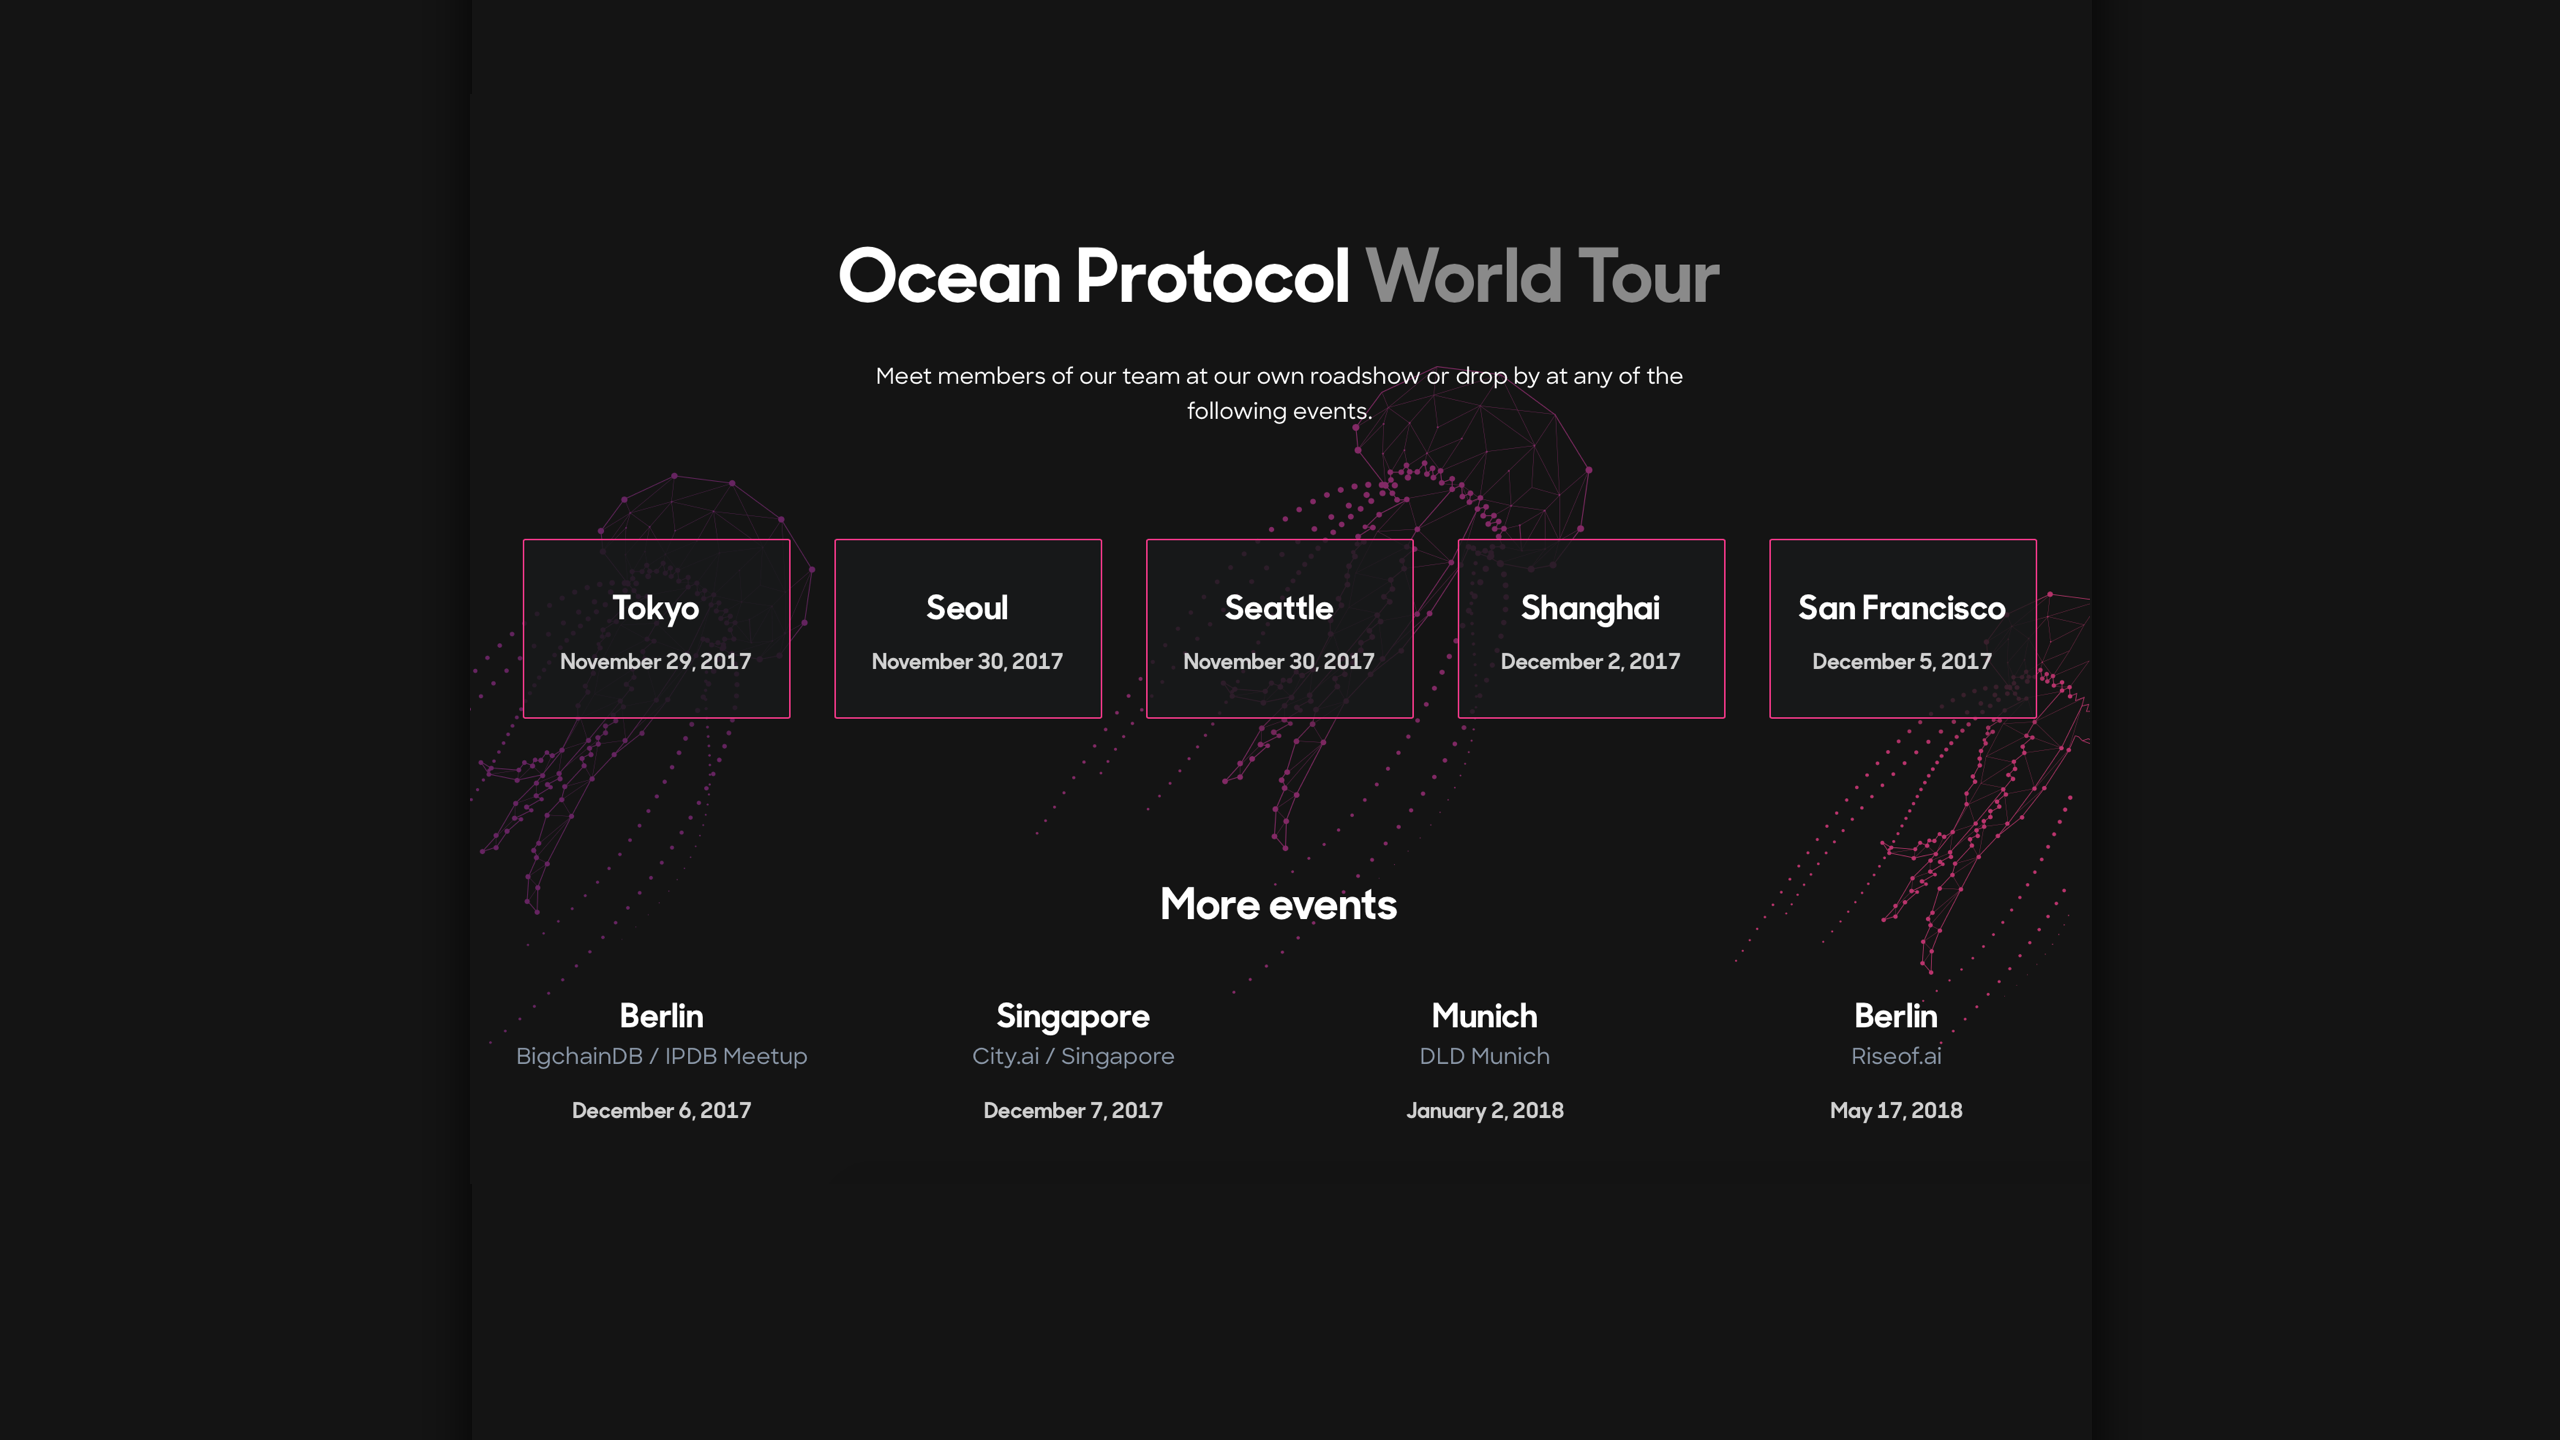 Ocean Protocol World Tour
Meet members of our team at our own roadshow or drop by at any of the
following events.
Tokyo
November 29, 2017
Seoul
November 30, 2017
Seattle
November 30, 2017
Shanghai
December 2, 2017
San Francisco
December 5, 2017
More events
Berlin
BigchainDB / IPDB Meetup
December 6, 2017
Singapore
City.ai / Singapore
December 7, 2017
Munich
DLD Munich
January 2, 2018
Berlin
Riseof.ai
May 17, 2018